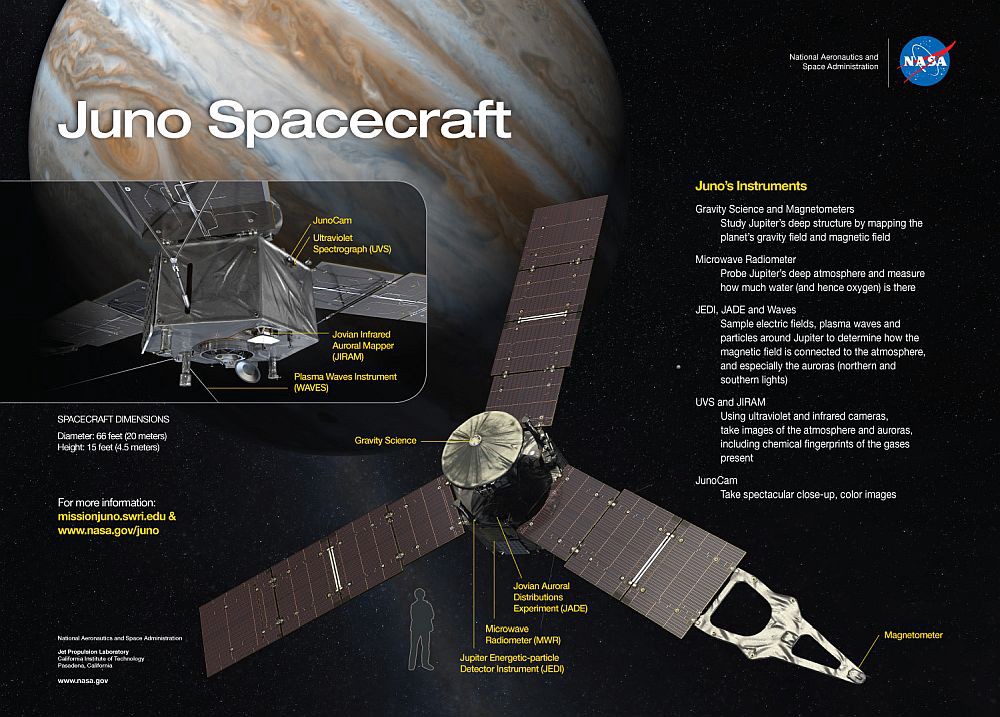 National Aeronautics and
Space Administration
NASA
Juno Spacecraft
JunoCam
Ultraviolet
Spectrograph (UVS)
Jovian Infrared
Auroral Mapper
(JIRAM)
Plasma Waves Instrument
(WAVES)
SPACECRAFT DIMENSIONS
Diameter: 66 feet (20 meters)
Height: 15 feet (4.5 meters)
For more information:
missionjuno.swri.edu &
www.nasa.gov/juno
Gravity Science
Jovian Auroral
Distributions
Experiment (JADE)
Microwave
Radiometer (MWR)
Jupiter Energetic-particle
Detector Instrument (JEDI)
Magnetometer
Juno's Instruments
Gravity Science and Magnetometers
Study Jupiter's deep structure by mapping the
planet's gravity field and magnetic field
Microwave Radiometer
Probe Jupiter's deep atmosphere and measure
how much water (and hence oxygen) is there
JEDI, JADE and Waves
Sample electric fields, plasma waves and
particles around Jupiter to determine how the
magnetic field is connected to the atmosphere,
and especially the auroras (northern and
southern lights)
UVS and JIRAM
Using ultraviolet and infrared cameras,
take images of the atmosphere and auroras,
including chemical fingerprints of the gases
present
JunoCam
Take spectacular close-up, color images
National Aeronautics and Space Administration
Jet Propulsion Laboratory
California Institute of Technology
Pasadena, California
www.nasa.gov